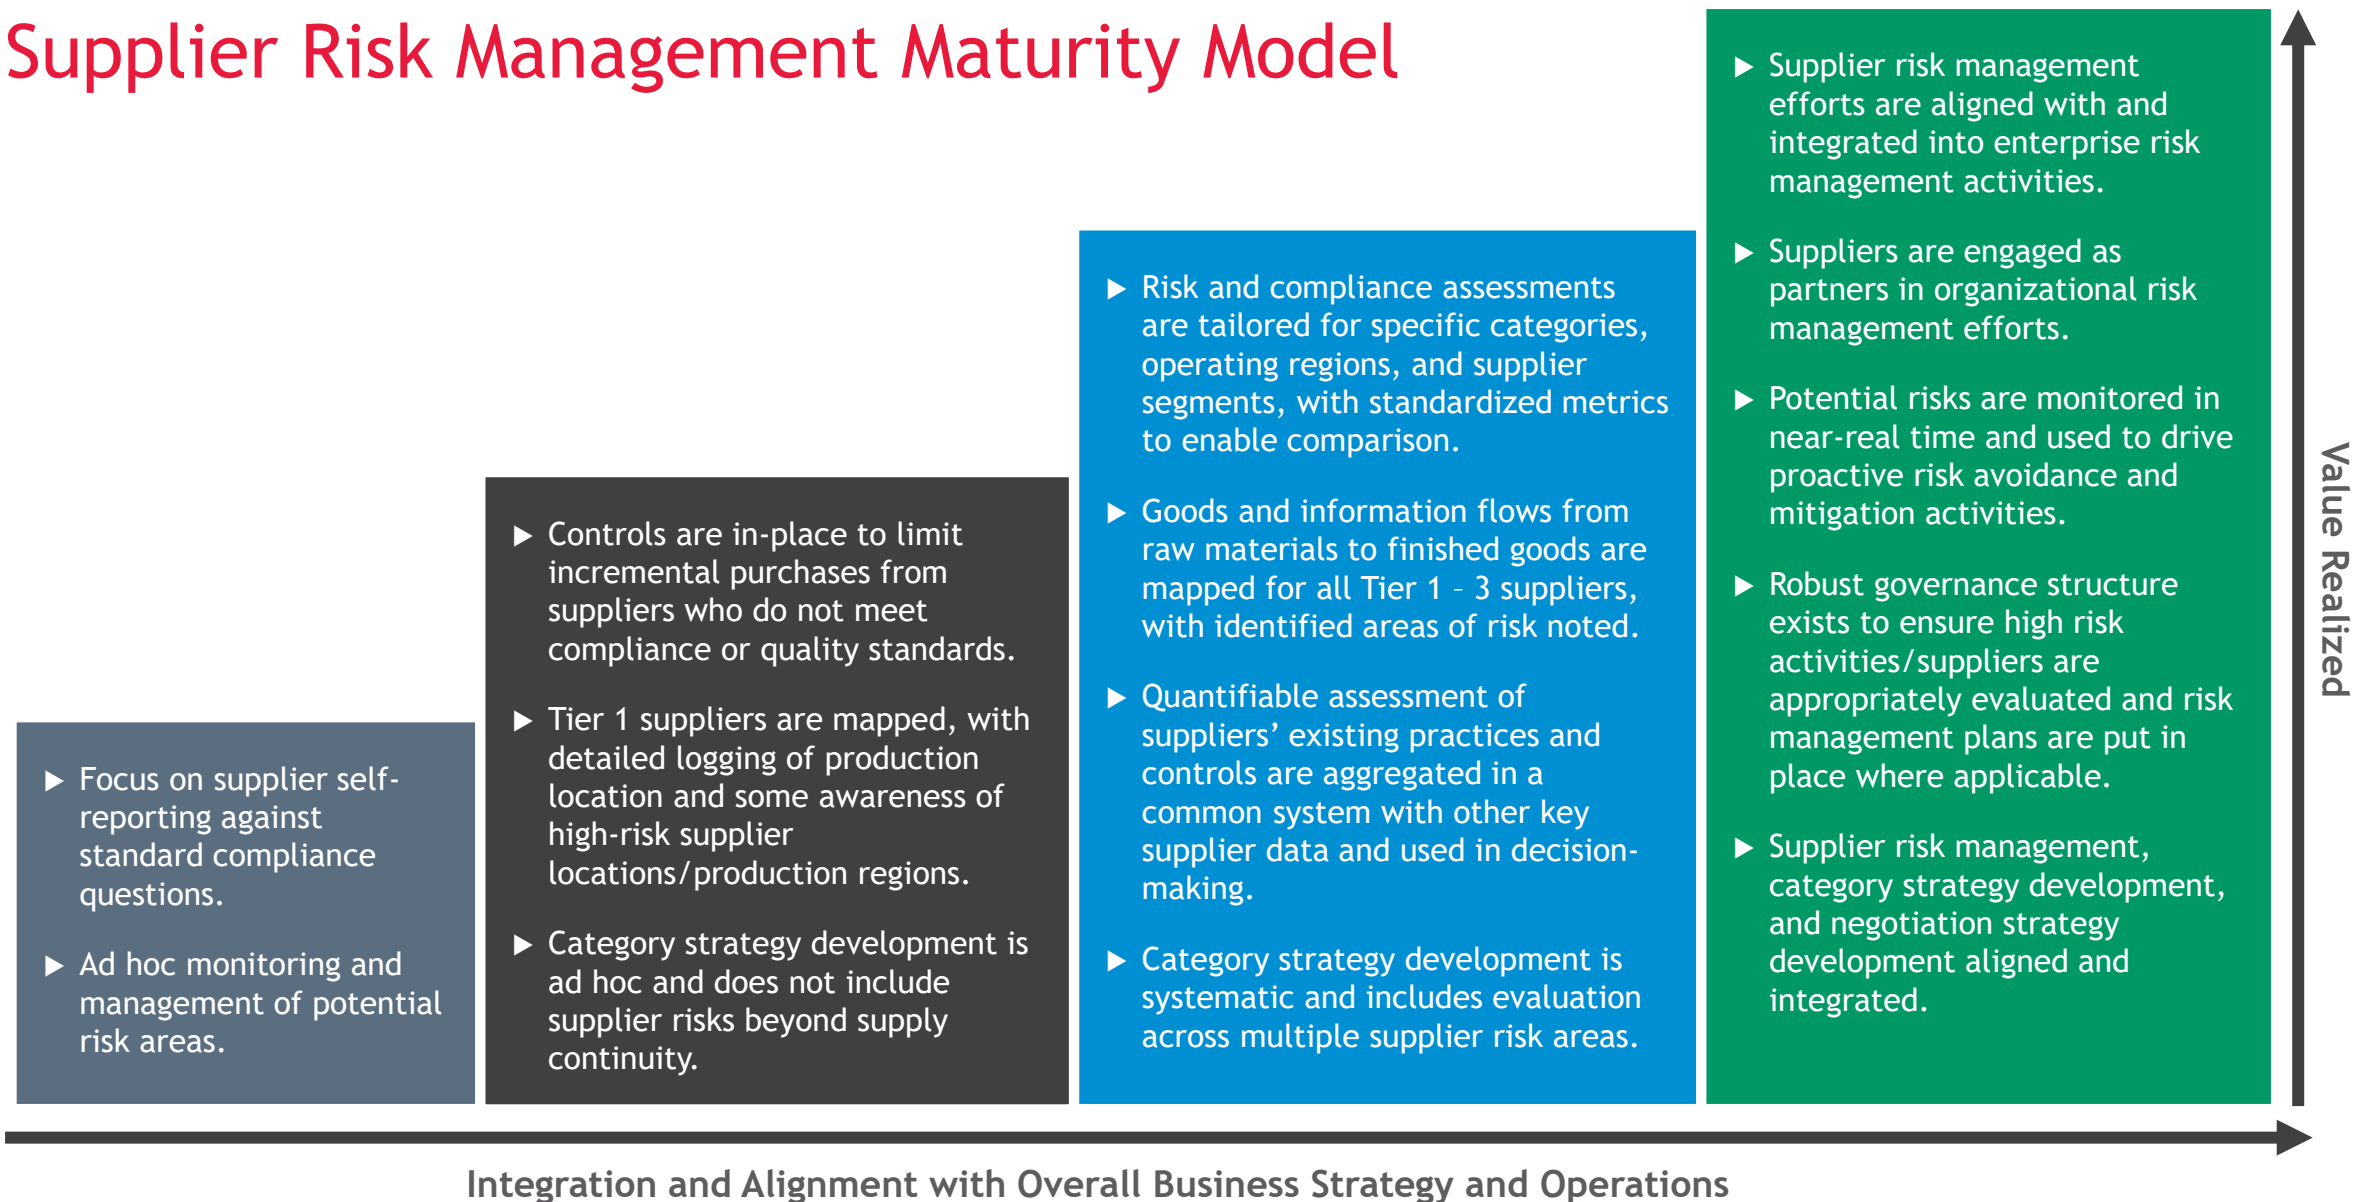 Supplier Risk Management Maturity Model
▶ Focus on supplier self-
reporting against
standard compliance
questions.
▶ Ad hoc monitoring and
management of potential
risk areas.
▶ Controls are in-place to limit
incremental purchases from
suppliers who do not meet
compliance or quality standards.
▶ Tier 1 suppliers are mapped, with
detailed logging of production
location and some awareness of
high-risk supplier
locations/production regions.
▶ Category strategy development is
ad hoc and does not include
supplier risks beyond supply
continuity.
▶ Risk and compliance assessments
are tailored for specific categories,
operating regions, and supplier
segments, with standardized metrics
to enable comparison.
▶ Goods and information flows from
raw materials to finished goods are
mapped for all Tier 1 – 3 suppliers,
with identified areas of risk noted.
▶ Quantifiable assessment of
suppliers’ existing practices and
controls are aggregated in a
common system with other key
supplier data and used in decision-
making.
▶ Category strategy development is
systematic and includes evaluation
across multiple supplier risk areas.
▶ Supplier risk management
efforts are aligned with and
integrated into enterprise risk
management activities.
▶ Suppliers are engaged as
partners in organizational risk
management efforts.
▶ Potential risks are monitored in
near-real time and used to drive
proactive risk avoidance and
mitigation activities.
▶ Robust governance structure
exists to ensure high risk
activities/suppliers are
appropriately evaluated and risk
management plans are put in
place where applicable.
▶ Supplier risk management,
category strategy development,
and negotiation strategy
development aligned and
integrated.
Value Realized
Integration and Alignment with Overall Business Strategy and Operations